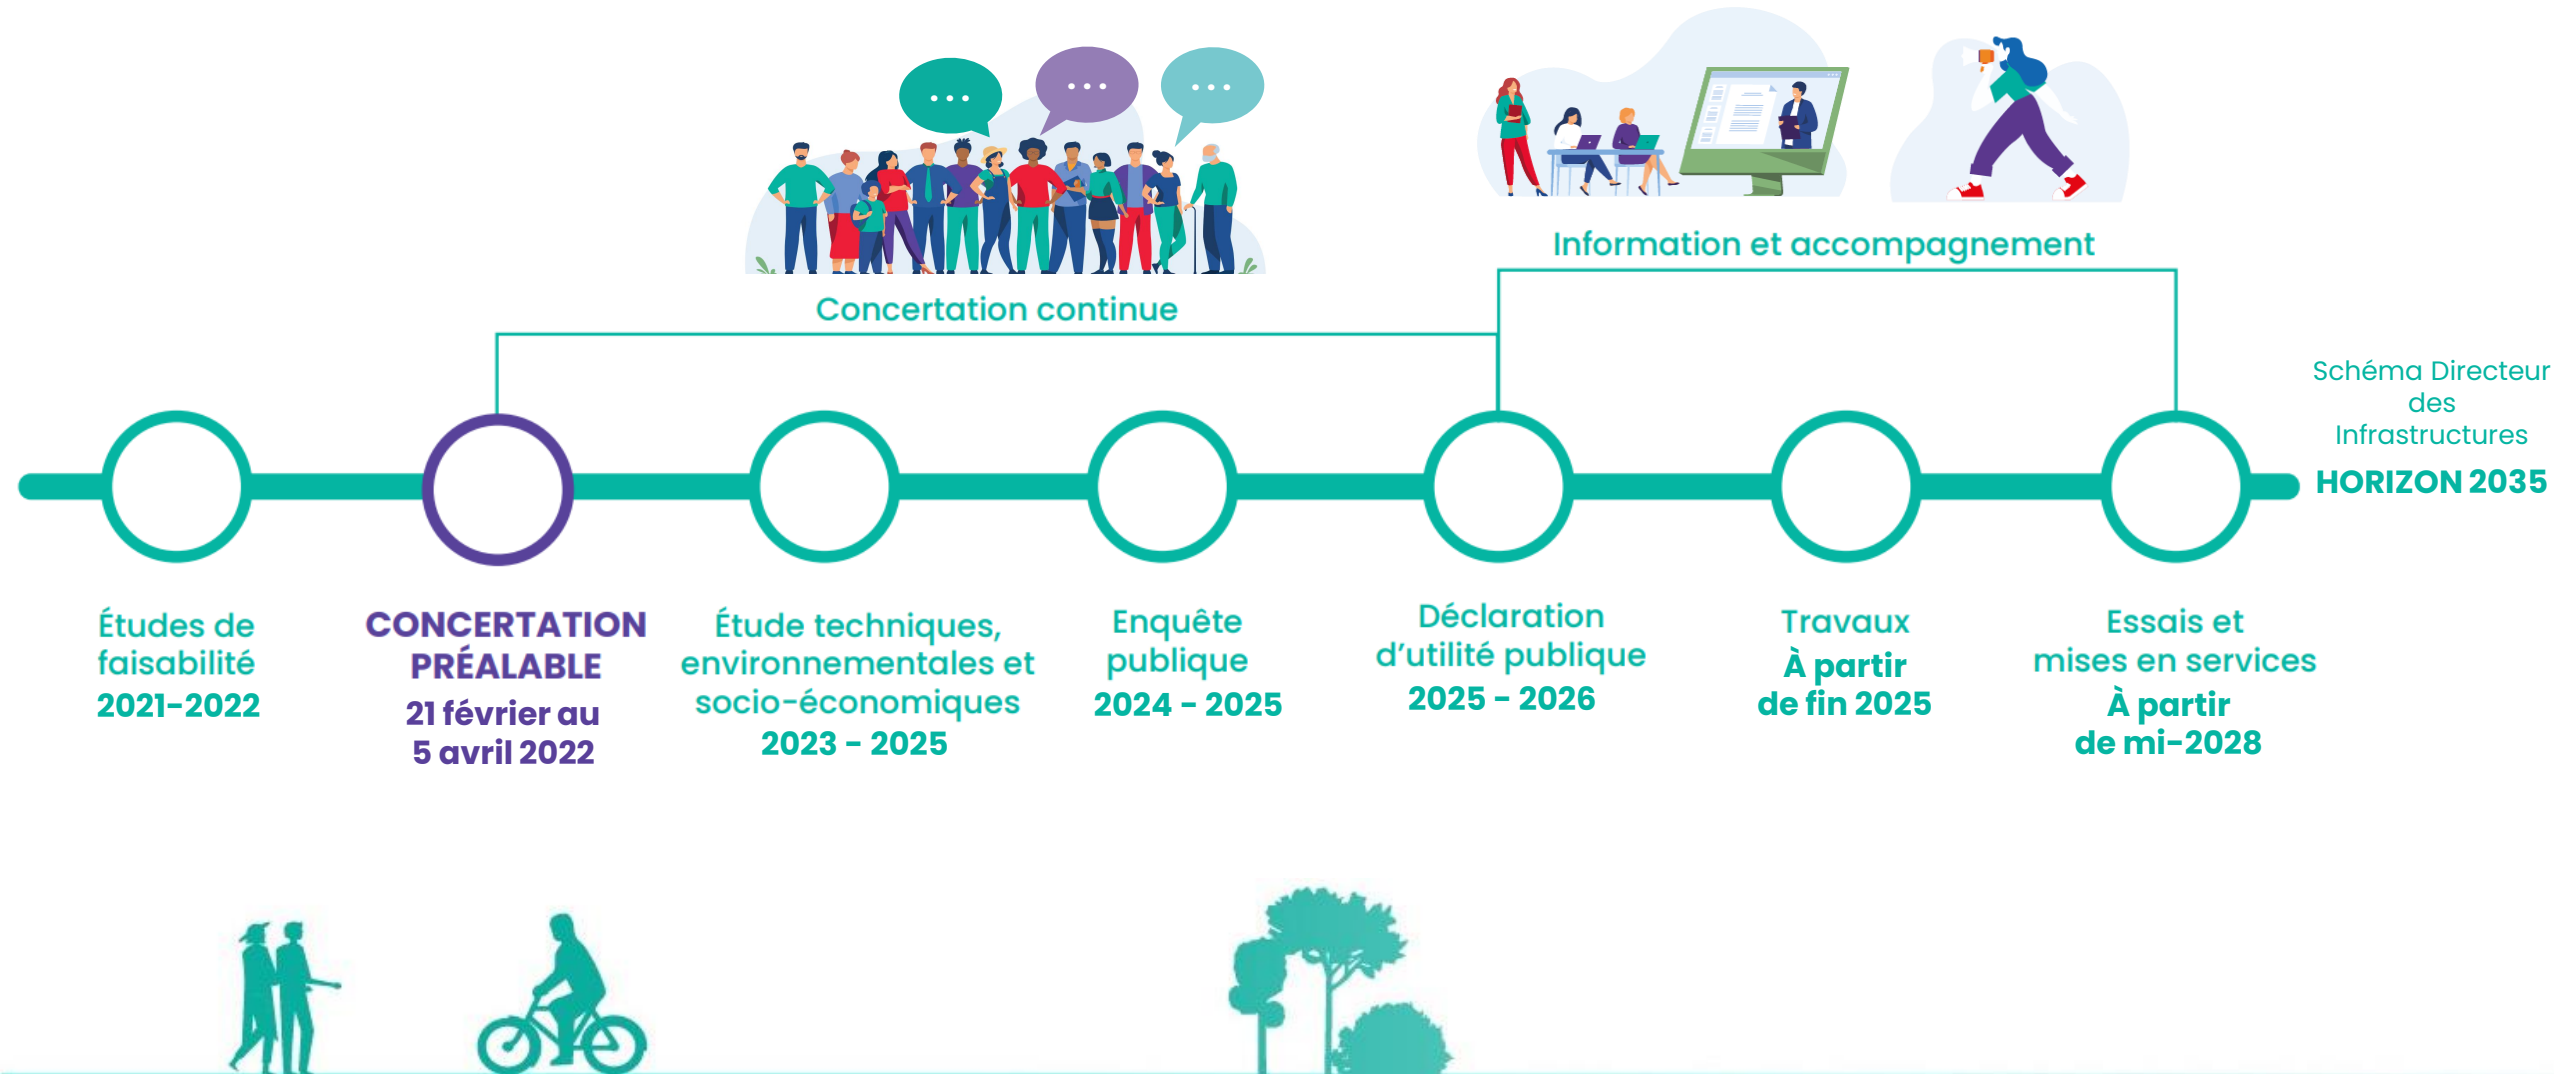 Information et accompagnement
Concertation continue
Schéma Directeur
des
Infrastructures
HORIZON 2035
Études de
faisabilité
2021-2022
CONCERTATION
PRÉALABLE
21 février au
5 avril 2022
Étude techniques,
environnementales et
socio-économiques
2023 - 2025
Enquête
publique
2024 - 2025
Déclaration
d'utilité publique
2025 - 2026
Travaux
À partir
de fin 2025
Essais et
mises en services
À partir
de mi-2028